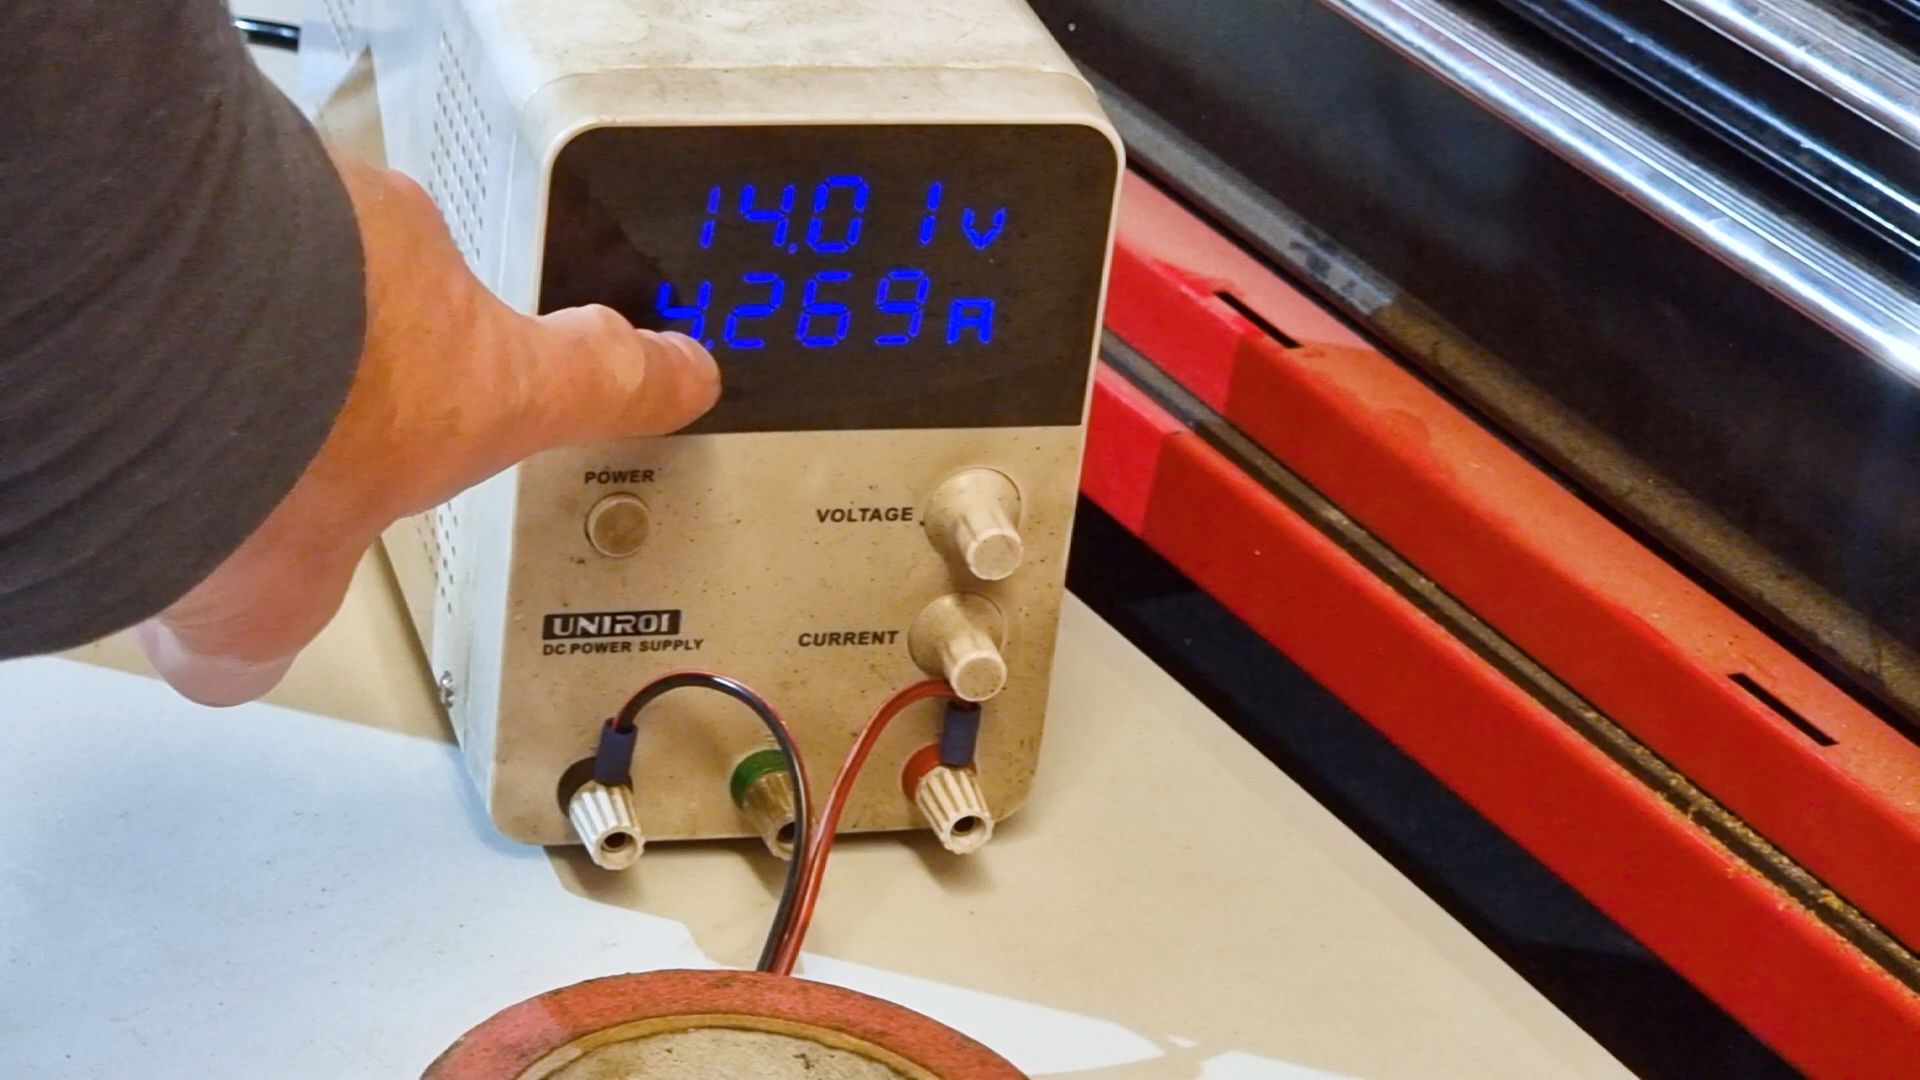 14.01V
4.269A
POWER
VOLTAGE
UNIROI
DC POWER SUPPLY
CURRENT